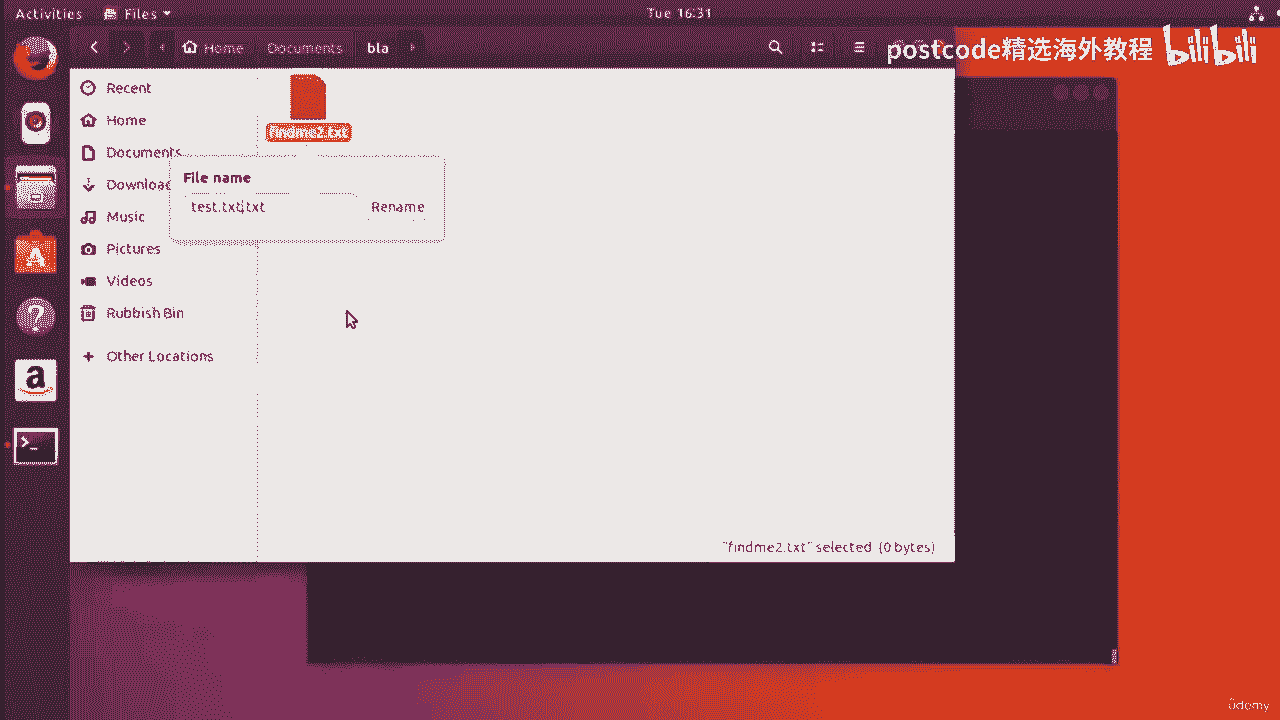 Activities Files Tue 16:31
Home Documents bla
postcode精选海外教程 bilibili
Recent
findme2.txt
Home
Documents
File name
Downloa
test.txt.txt Rename
Music
Pictures
Videos
Rubbish Bin
Other Locations
"findme2.txt" selected (0 bytes)
ûdemy